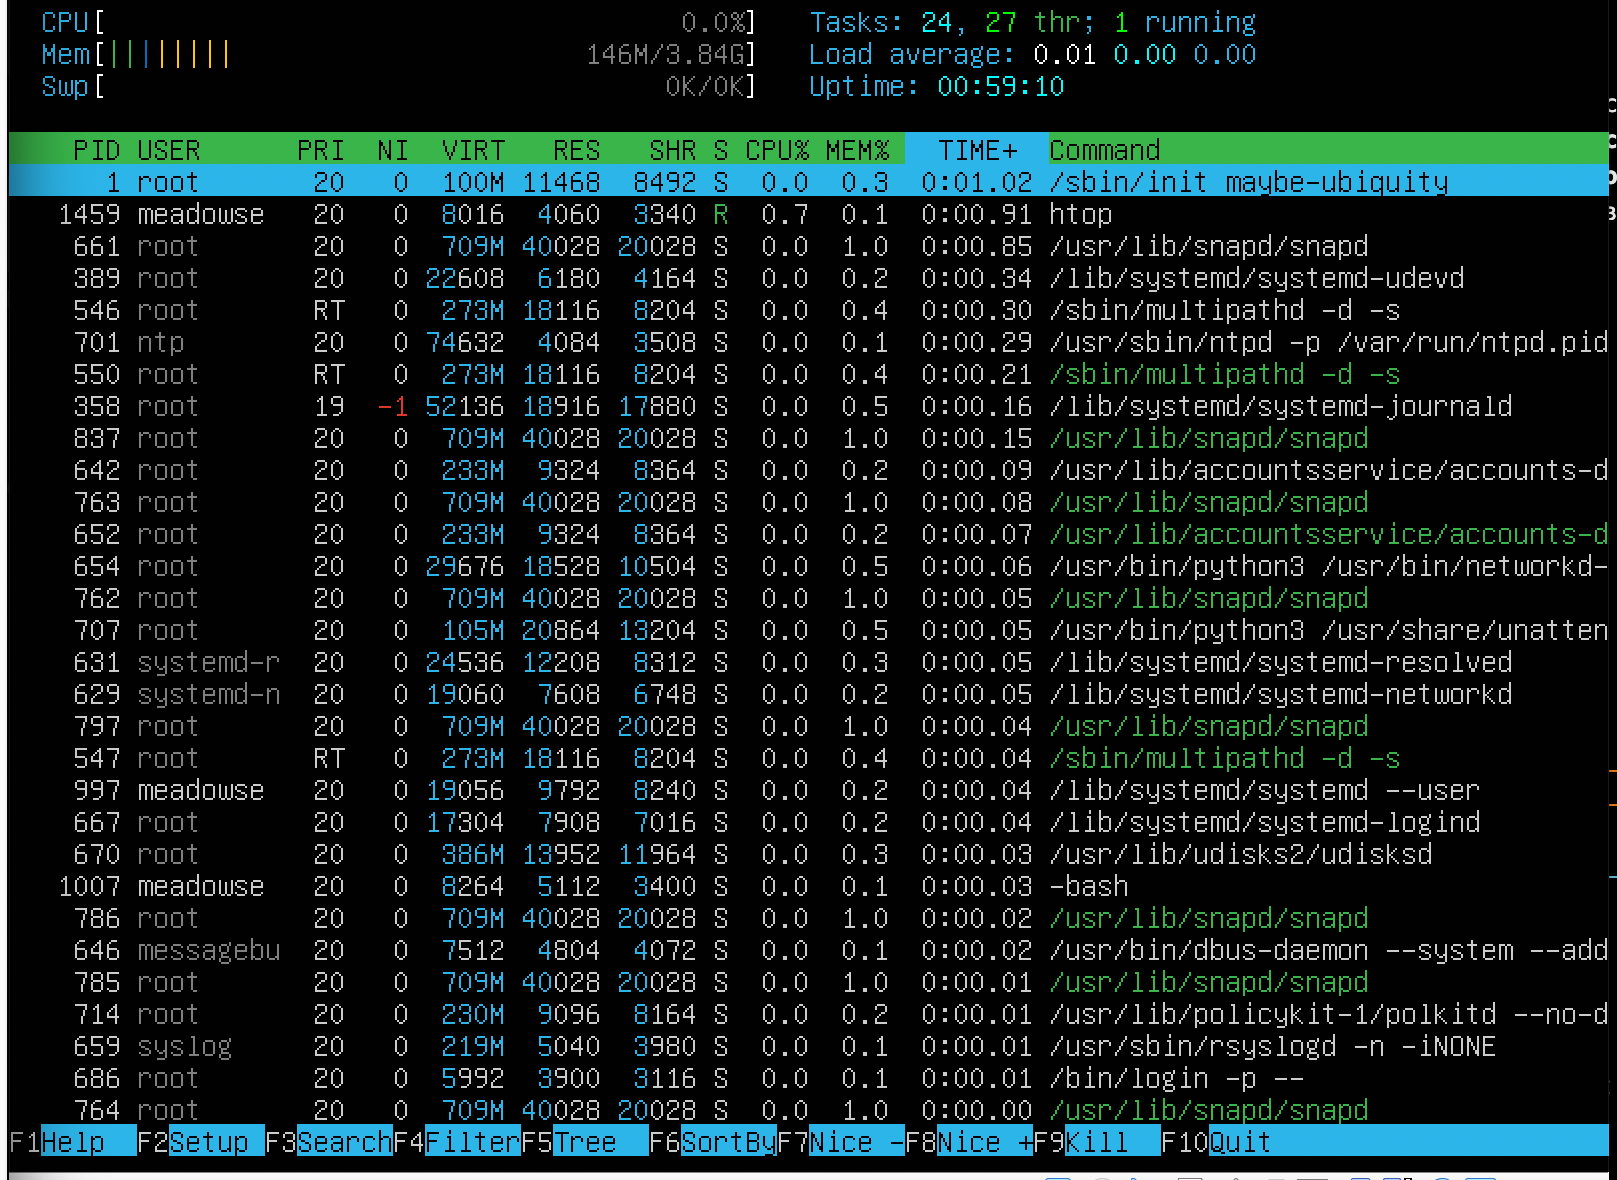 CPU[ 0.0%] Tasks: 24, 27 thr; 1 running
Mem[||||||||| 146M/3.84G] Load average: 0.01 0.00 0.00
Swp[ 0K/0K] Uptime: 00:59:10
PID USER PRI NI VIRT RES SHR S CPU% MEM% TIME+ Command
1 root 20 0 100M 11468 8492 S 0.0 0.3 0:01.02 /sbin/init maybe-ubiquity
1459 meadowse 20 0 8016 4060 3340 R 0.7 0.1 0:00.91 htop
661 root 20 0 709M 40028 20028 S 0.0 1.0 0:00.85 /usr/lib/snapd/snapd
389 root 20 0 22608 6180 4164 S 0.0 0.2 0:00.34 /lib/systemd/systemd-udevd
546 root RT 0 273M 18116 8204 S 0.0 0.4 0:00.30 /sbin/multipathd -d -s
701 ntp 20 0 74632 4084 3508 S 0.0 0.1 0:00.29 /usr/sbin/ntpd -p /var/run/ntpd.pid
550 root RT 0 273M 18116 8204 S 0.0 0.4 0:00.21 /sbin/multipathd -d -s
358 root 19 -1 52136 18916 17880 S 0.0 0.5 0:00.16 /lib/systemd/systemd-journald
837 root 20 0 709M 40028 20028 S 0.0 1.0 0:00.15 /usr/lib/snapd/snapd
642 root 20 0 233M 9324 8364 S 0.0 0.2 0:00.09 /usr/lib/accountsservice/accounts-d
763 root 20 0 709M 40028 20028 S 0.0 1.0 0:00.08 /usr/lib/snapd/snapd
652 root 20 0 233M 9324 8364 S 0.0 0.2 0:00.07 /usr/lib/accountsservice/accounts-d
654 root 20 0 29676 18528 10504 S 0.0 0.5 0:00.06 /usr/bin/python3 /usr/bin/networkd-
762 root 20 0 709M 40028 20028 S 0.0 1.0 0:00.05 /usr/lib/snapd/snapd
707 root 20 0 105M 20864 13204 S 0.0 0.5 0:00.05 /usr/bin/python3 /usr/share/unatten
631 systemd-r 20 0 24536 12208 8312 S 0.0 0.3 0:00.05 /lib/systemd/systemd-resolved
629 systemd-n 20 0 19060 7608 6748 S 0.0 0.2 0:00.05 /lib/systemd/systemd-networkd
797 root 20 0 709M 40028 20028 S 0.0 1.0 0:00.04 /usr/lib/snapd/snapd
547 root RT 0 273M 18116 8204 S 0.0 0.4 0:00.04 /sbin/multipathd -d -s
997 meadowse 20 0 19056 9792 8240 S 0.0 0.2 0:00.04 /lib/systemd/systemd --user
667 root 20 0 17304 7908 7016 S 0.0 0.2 0:00.04 /lib/systemd/systemd-logind
670 root 20 0 386M 13952 11964 S 0.0 0.3 0:00.03 /usr/lib/udisks2/udisksd
1007 meadowse 20 0 8264 5112 3400 S 0.0 0.1 0:00.03 -bash
786 root 20 0 709M 40028 20028 S 0.0 1.0 0:00.02 /usr/lib/snapd/snapd
646 messagebu 20 0 7512 4804 4072 S 0.0 0.1 0:00.02 /usr/bin/dbus-daemon --system --add
785 root 20 0 709M 40028 20028 S 0.0 1.0 0:00.01 /usr/lib/snapd/snapd
714 root 20 0 230M 9096 8164 S 0.0 0.2 0:00.01 /usr/lib/policykit-1/polkitd --no-d
659 syslog 20 0 219M 5040 3980 S 0.0 0.1 0:00.01 /usr/sbin/rsyslogd -n -iNONE
686 root 20 0 5992 3900 3116 S 0.0 0.1 0:00.01 /bin/login -p --
764 root 20 0 709M 40028 20028 S 0.0 1.0 0:00.00 /usr/lib/snapd/snapd
F1Help F2Setup F3SearchF4FilterF5Tree F6SortByF7Nice -F8Nice +F9Kill F10Quit